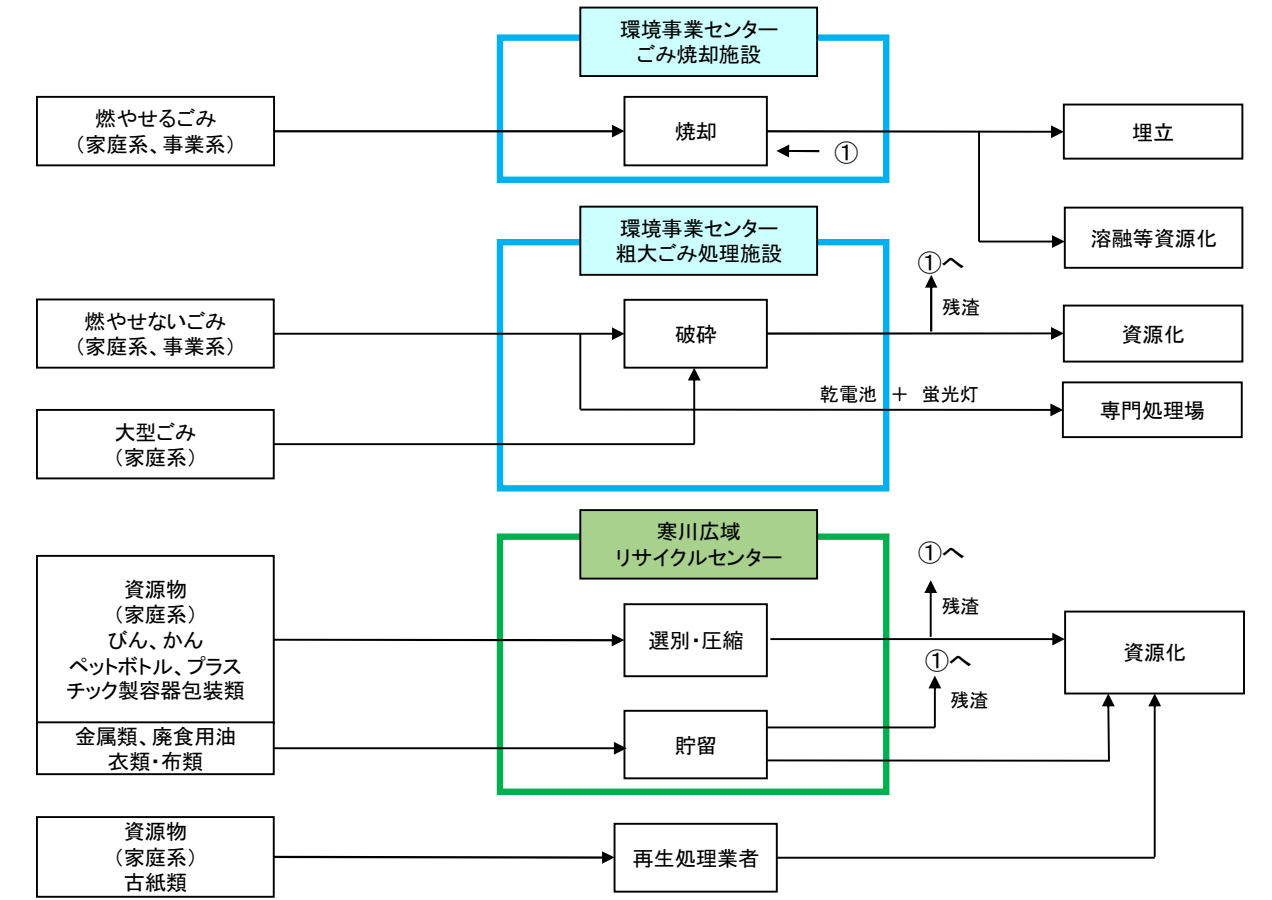 環境事業センター
ごみ焼却施設
燃やせるごみ
（家庭系、事業系）
焼却
①
埋立
溶融等資源化
環境事業センター
粗大ごみ処理施設
①へ
残渣
燃やせないごみ
（家庭系、事業系）
破砕
資源化
乾電池　＋　蛍光灯
専門処理場
大型ごみ
（家庭系）
寒川広域
リサイクルセンター
①へ
残渣
資源物
（家庭系）
びん、かん
ペットボトル、プラス
チック製容器包装類
選別・圧縮
資源化
①へ
残渣
金属類、廃食用油
衣類・布類
貯留
資源物
（家庭系）
古紙類
再生処理業者